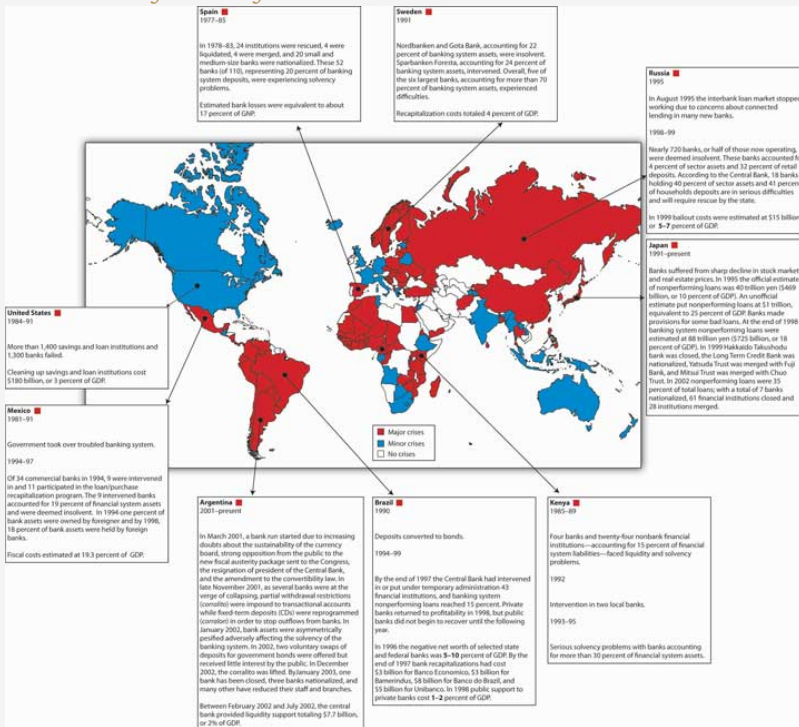 Spain
1977–85
In 1978–83, 24 institutions were rescued, 4 were
liquidated, 4 were merged, and 20 small and
medium-size banks were nationalized. These 52
banks (of 110), representing 20 percent of banking
system deposits, were experiencing solvency
problems.
Estimated bank losses were equivalent to about
17 percent of GNP.
Sweden
1991
Nordbanken and Gota Bank, accounting for 22
percent of banking system assets, were insolvent.
Sparbanken Foresta, accounting for 24 percent of
banking system assets, intervened. Overall, five of
the six largest banks, accounting for more than 70
percent of banking system assets, experienced
difficulties.
Recapitalization costs totaled 4 percent of GDP.
Russia
1995
In August 1995 the interbank loan market stopped
working due to concerns about connected
lending in many new banks.
1998–99
Nearly 720 banks, or half of those now operating,
were deemed insolvent. These banks accounted f
4 percent of sector assets and 32 percent of retail
deposits. According to the Central Bank, 18 banks
holding 40 percent of sector assets and 41 percen
of households deposits are in serious difficulties
and will require rescue by the state.
In 1999 bailout costs were estimated at $15 billion
or 5–7 percent of GDP.
Japan
1991–present
Banks suffered from sharp decline in stock market
and real estate prices. In 1995 the official estimate
of nonperforming loans was 40 trillion yen ($469
billion, or 10 percent of GDP). An unofficial
estimate put nonperforming loans at $1 trillion,
equivalent to 25 percent of GDP. Banks made
provisions for some bad loans. At the end of 1998
banking system nonperforming loans were
estimated at 88 trillion yen ($725 billion, or 18
percent of GDP). In 1999 Hakkaido Takushodu
bank was closed, the Long Term Credit Bank was
nationalized, Yatsuda Trust was merged with Fuji
Bank, and Mitsui Trust was merged with Chuo
Trust. In 2002 nonperforming loans were 35
percent of total loans; with a total of 7 banks
nationalized, 61 financial institutions closed and
28 institutions merged.
United States
1984–91
More than 1,400 savings and loan institutions and
1,300 banks failed.
Cleaning up savings and loan institutions cost
$180 billion, or 3 percent of GDP.
Mexico
1981–91
Government took over troubled banking system.
1994–97
Of 34 commercial banks in 1994, 9 were intervened
in and 11 participated in the loan/purchase
recapitalization program. The 9 intervened banks
accounted for 19 percent of financial system assets
and were deemed insolvent. In 1994 one percent of
bank assets were owned by foreigner and by 1998,
18 percent of bank assets were held by foreign
banks.
Fiscal costs estimated at 19.3 percent of GDP.
Major crises
Minor crises
No crises
Argentina
2001–present
In March 2001, a bank run started due to increasing
doubts about the sustainability of the currency
board, strong opposition from the public to the
new fiscal austerity package sent to the Congress,
the resignation of president of the Central Bank,
and the amendment to the convertibility law. In
late November 2001, as several banks were at the
verge of collapsing, partial withdrawal restrictions
(corralito) were imposed to transactional accounts
while fixed-term deposits (CDs) were reprogrammed
(corralon) in order to stop outflows from banks. In
January 2002, bank assets were asymmetrically
pesified adversely affecting the solvency of the
banking system. In 2002, two voluntary swaps of
deposits for government bonds were offered but
received little interest by the public. In December
2002, the corralito was lifted. By January 2003, one
bank has been closed, three banks nationalized, and
many other have reduced their staff and branches.
Between February 2002 and July 2002, the central
bank provided liquidity support totaling $7.7 billion,
or 2% of GDP.
Brazil
1990
Deposits converted to bonds.
1994–99
By the end of 1997 the Central Bank had intervened
in or put under temporary administration 43
financial institutions, and banking system
nonperforming loans reached 15 percent. Private
banks returned to profitability in 1998, but public
banks did not begin to recover until the following
year.
In 1996 the negative net worth of selected state
and federal banks was 5–10 percent of GDP. By the
end of 1997 bank recapitalizations had cost
$3 billion for Banco Economico, $3 billion for
Bamerindus, $8 billion for Banco do Brazil, and
$5 billion for Unibanco. In 1998 public support to
private banks cost 1–2 percent of GDP.
Kenya
1985–89
Four banks and twenty-four nonbank financial
institutions—accounting for 15 percent of financial
system liabilities—faced liquidity and solvency
problems.
1992
Intervention in two local banks.
1993–95
Serious solvency problems with banks accounting
for more than 30 percent of financial system assets.